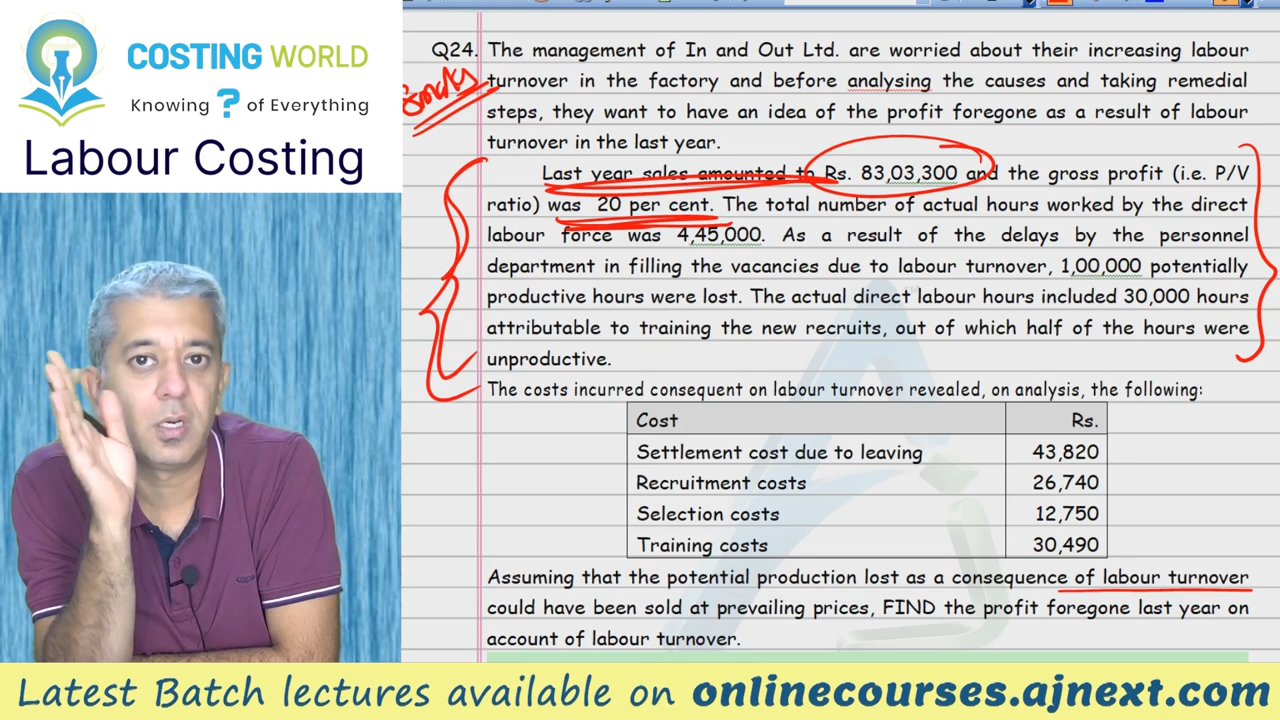 COSTING WORLD
Knowing ? of Everything
Labour Costing
Q24. The management of In and Out Ltd. are worried about their increasing labour
turnover in the factory and before analysing the causes and taking remedial
steps, they want to have an idea of the profit foregone as a result of labour
turnover in the last year.
Last year sales amounted to Rs. 83,03,300 and the gross profit (i.e. P/V
ratio) was 20 per cent. The total number of actual hours worked by the direct
labour force was 4,45,000. As a result of the delays by the personnel
department in filling the vacancies due to labour turnover, 1,00,000 potentially
productive hours were lost. The actual direct labour hours included 30,000 hours
attributable to training the new recruits, out of which half of the hours were
unproductive.
The costs incurred consequent on labour turnover revealed, on analysis, the following:
Cost Rs.
Settlement cost due to leaving 43,820
Recruitment costs 26,740
Selection costs 12,750
Training costs 30,490
Assuming that the potential production lost as a consequence of labour turnover
could have been sold at prevailing prices, FIND the profit foregone last year on
account of labour turnover.
Latest Batch lectures available on onlinecourses.ajnext.com